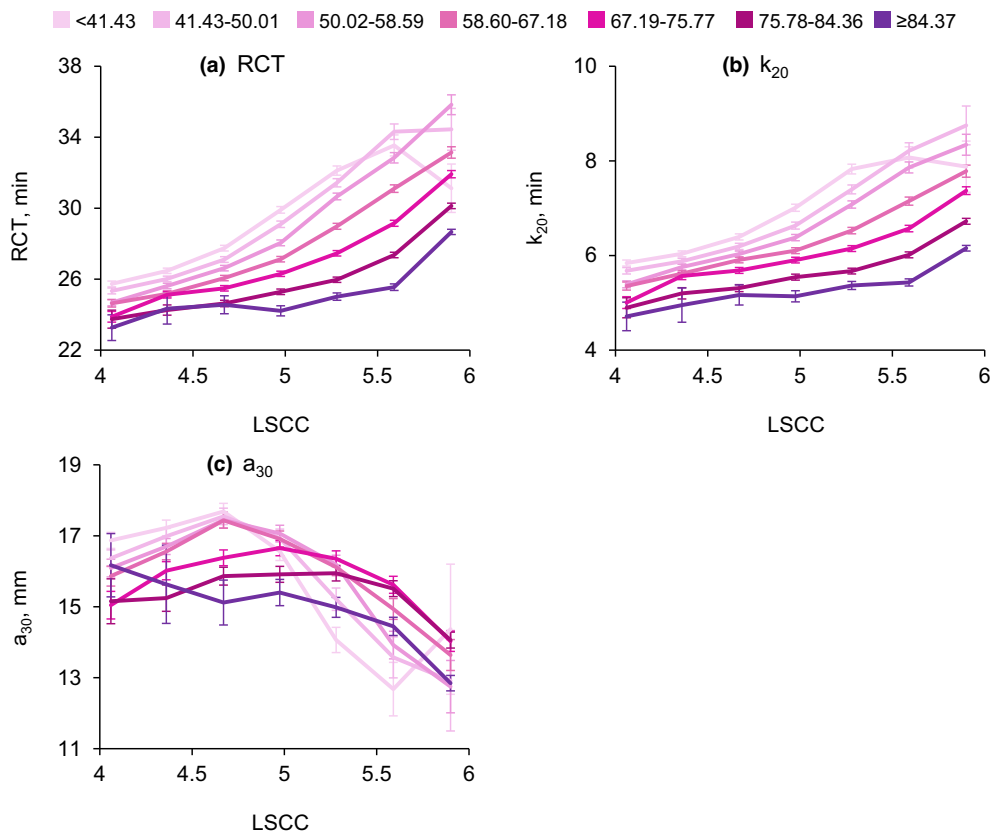 <41.43 41.43-50.01 50.02-58.59 58.60-67.18 67.19-75.77 75.78-84.36 ≥84.37
(a) RCT
38
34
30
26
22
RCT, min
4 4.5 5 5.5 6
LSCC
(b) k20
10
8
6
4
k20, min
4 4.5 5 5.5 6
LSCC
(c) a30
19
17
15
13
11
a30, mm
4 4.5 5 5.5 6
LSCC